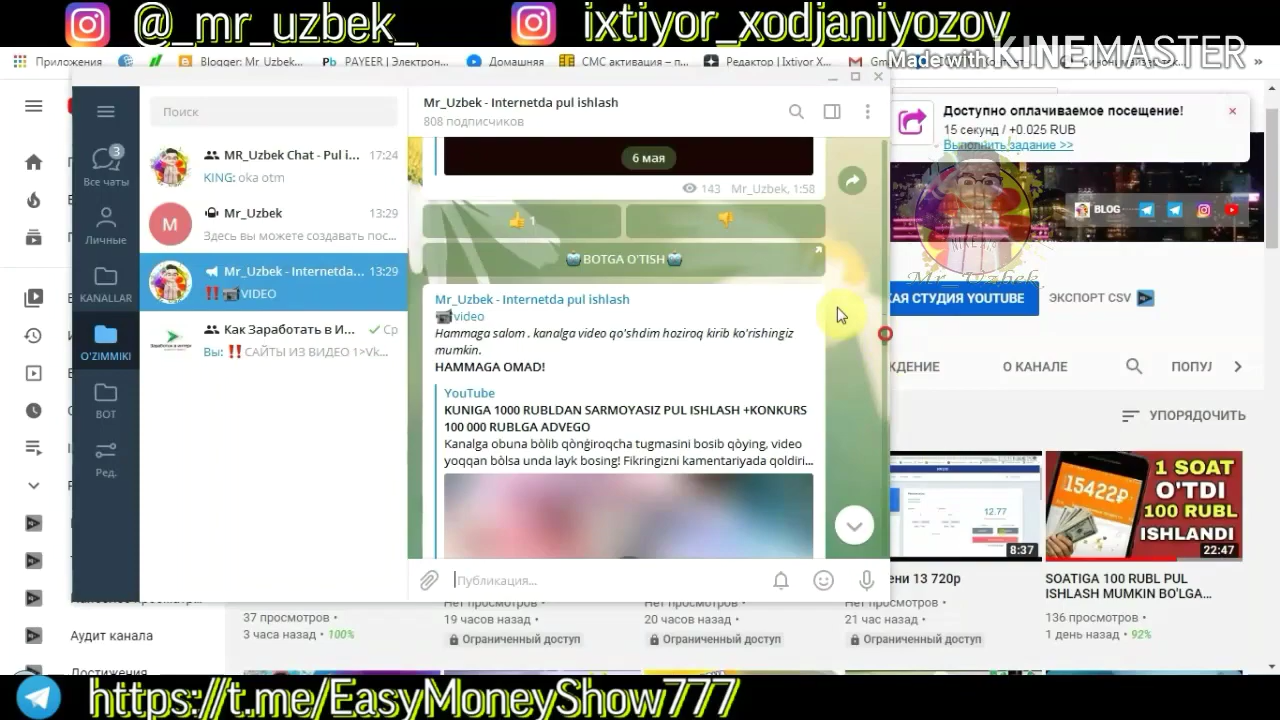 @_mr_uzbek_
ixtiyor_xodjaniyozov
Made with KINEMASTER
Приложения
Blogger: Mr_Uzbek...
PAYEER | Электрон...
Домашняя
СМС активация – п...
Редактор | Ixtiyor X...
Поиск
Mr_Uzbek - Internetda pul ishlash
808 подписчиков
3
Все чаты
Личные
KANALLAR
O'ZIMMIKI
BOT
Ред.
MR_Uzbek Chat - Pul i...
17:24
KING: oka otm
M
Mr_Uzbek
13:29
Здесь вы можете создавать пос...
Mr_Uzbek - Internetda...
13:29
VIDEO
Как Заработать в И...
Ср
Вы: САЙТЫ ИЗ ВИДЕО 1>Vk...
6 мая
143 Mr_Uzbek, 1:58
1
BOTGA O'TISH
Mr_Uzbek - Internetda pul ishlash
video
Hammaga salom . kanalga video qo'shdim hoziroq kirib ko'rishingiz
mumkin.
HAMMAGA OMAD!
YouTube
KUNIGA 1000 RUBLDAN SARMOYASIZ PUL ISHLASH +KONKURS
100 000 RUBLGA ADVEGO
Kanalga obuna bòlib qònģiroqcha tugmasini bosib qòying, video
yoqqan bòlsa unda layk bosing! Fikringizni kamentariyada qoldiri...
Публикация...
Доступно оплачиваемое посещение!
15 секунд / +0.025 RUB
Выполнить задание >>
BLOG
Mr_Uzbek
КАЯ СТУДИЯ YOUTUBE
ЭКСПОРТ CSV
ЖДЕНИЕ
О КАНАЛЕ
ПОПУЛ
УПОРЯДОЧИТЬ
12.77
8:37
15422₽
1 SOAT
O'TDI
100 RUBL
ISHLANDI
22:47
ени 13 720p
SOATIGA 100 RUBL PUL
ISHLASH MUMKIN BO'LGA...
37 просмотров •
3 часа назад • 100%
Нет просмотров •
19 часов назад
Ограниченный доступ
Нет просмотров •
20 часов назад
Ограниченный доступ
Нет просмотров •
21 час назад
Ограниченный доступ
136 просмотров •
1 день назад • 92%
Аудит канала
Достижения
https://t.me/EasyMoneyShow777